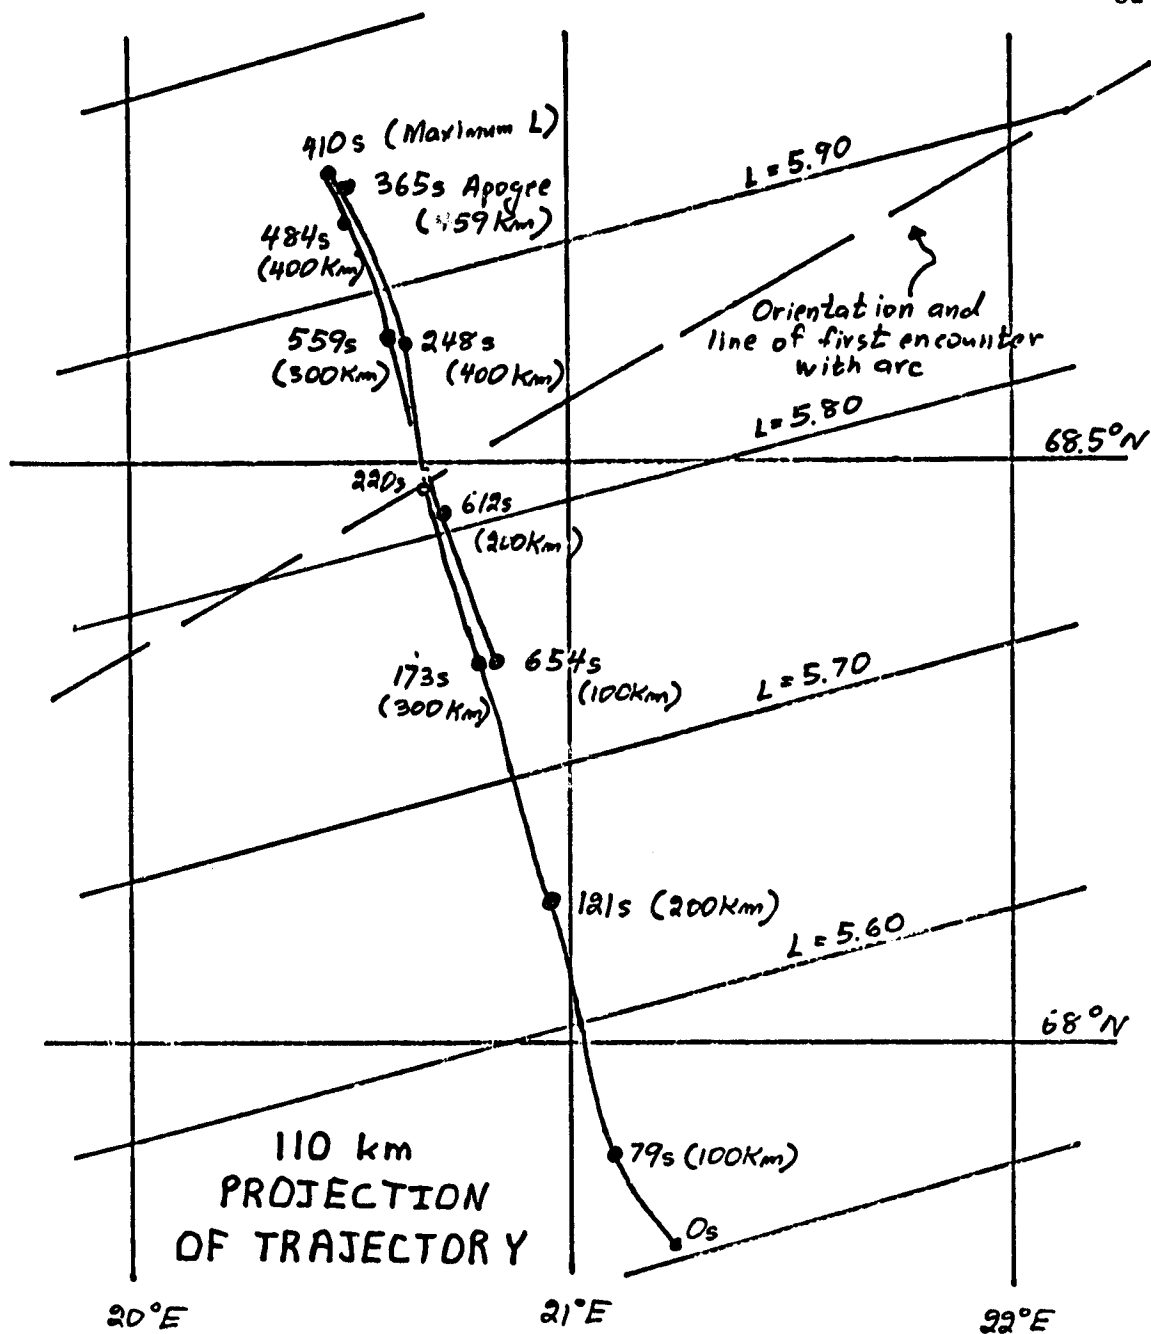 410s (Maximum L)
365s Apogee
484s
(400Km)
L = 5.90
559s
(300Km)
248s
(400Km)
Orientation and
line of first encounter
with arc
L = 5.80
68.5°N
220s
612s
(200Km)
173s
(300Km)
654s
(100Km)
L = 5.70
121s (200Km)
L = 5.60
68°N
79s (100Km)
0s
110 km
PROJECTION
OF TRAJECTORY
20°E
21°E
22°E